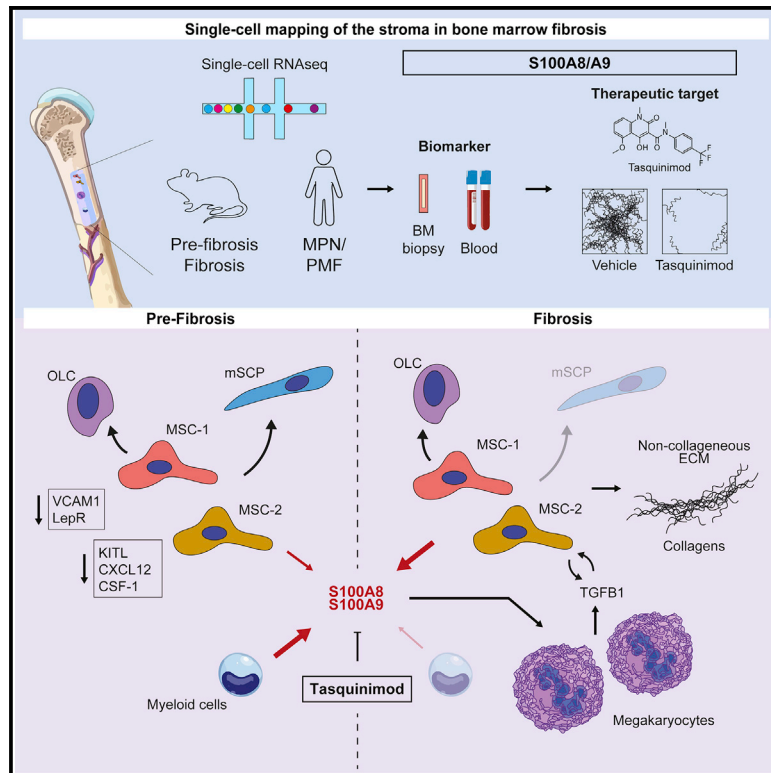 Single-cell mapping of the stroma in bone marrow fibrosis
Single-cell RNAseq
S100A8/A9
Therapeutic target
N
O
O
OH
O
N
F
F
F
Tasquinimod
Biomarker
Pre-fibrosis
Fibrosis
MPN/
PMF
BM
biopsy
Blood
Vehicle
Tasquinimod
Pre-Fibrosis
Fibrosis
OLC
mSCP
MSC-1
MSC-2
VCAM1
LepR
KITL
CXCL12
CSF-1
Myeloid cells
S100A8
S100A9
Tasquinimod
OLC
mSCP
MSC-1
MSC-2
Non-collageneous
ECM
Collagens
TGFB1
Megakaryocytes